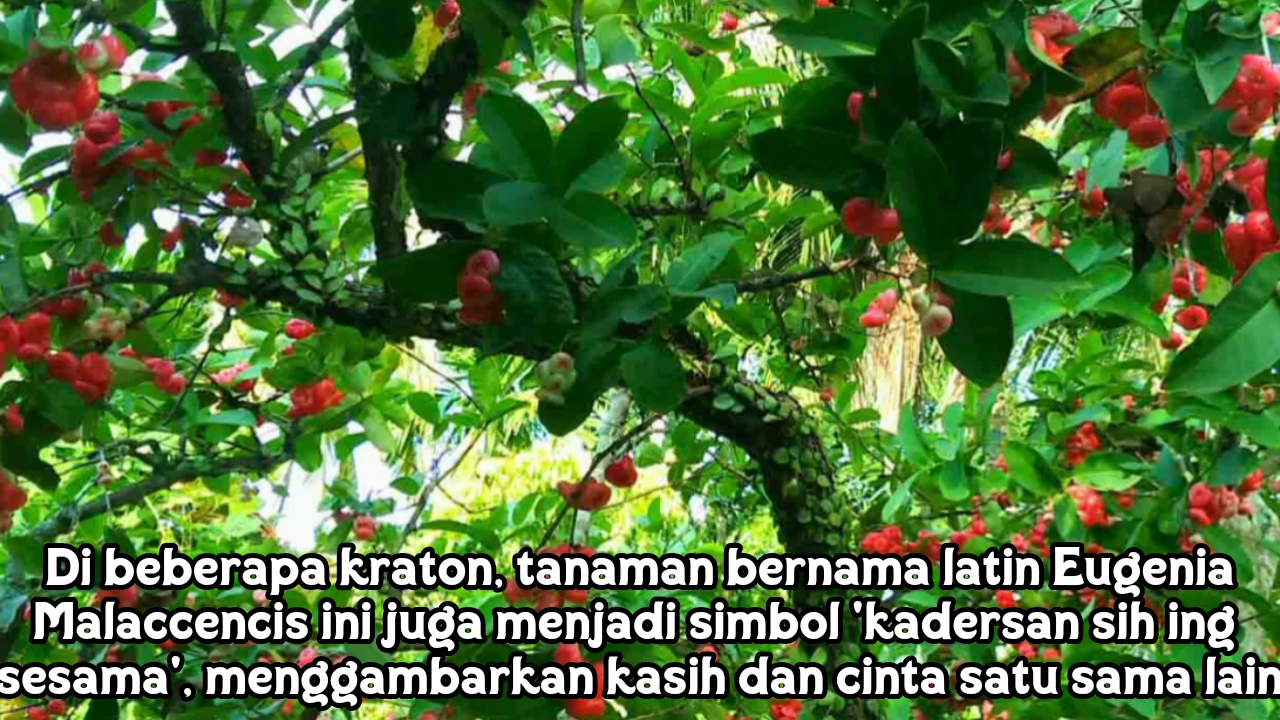 Di beberapa kraton, tanaman bernama latin Eugenia
Malaccencis ini juga menjadi simbol 'kadersan sih ing
sesama', menggambarkan kasih dan cinta satu sama lain